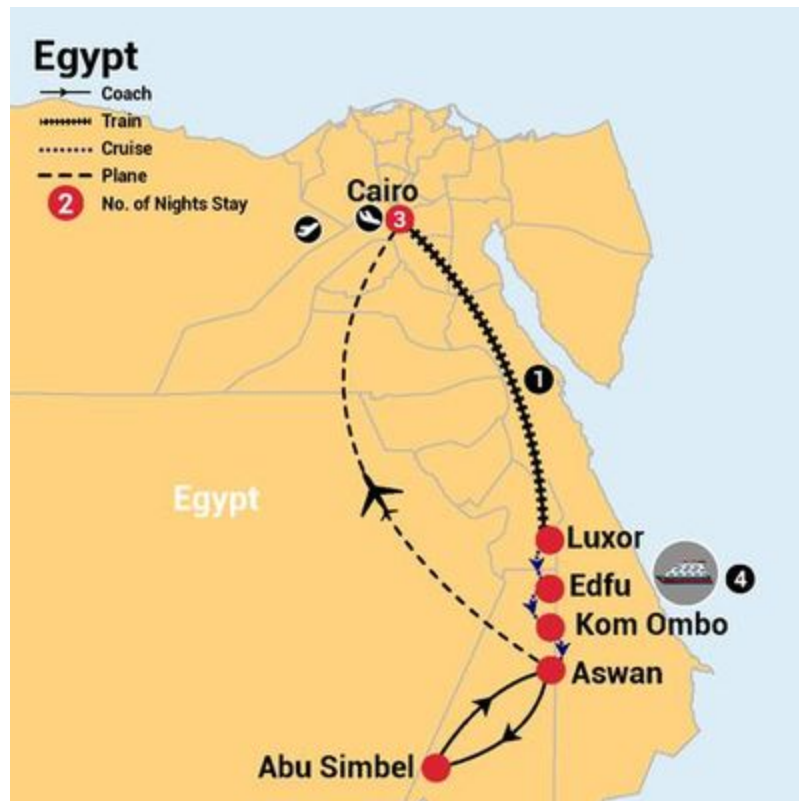 Egypt
Coach
Train
Cruise
Plane
2 No. of Nights Stay
Cairo
3
1
Egypt
Luxor
Edfu
4
Kom Ombo
Aswan
Abu Simbel